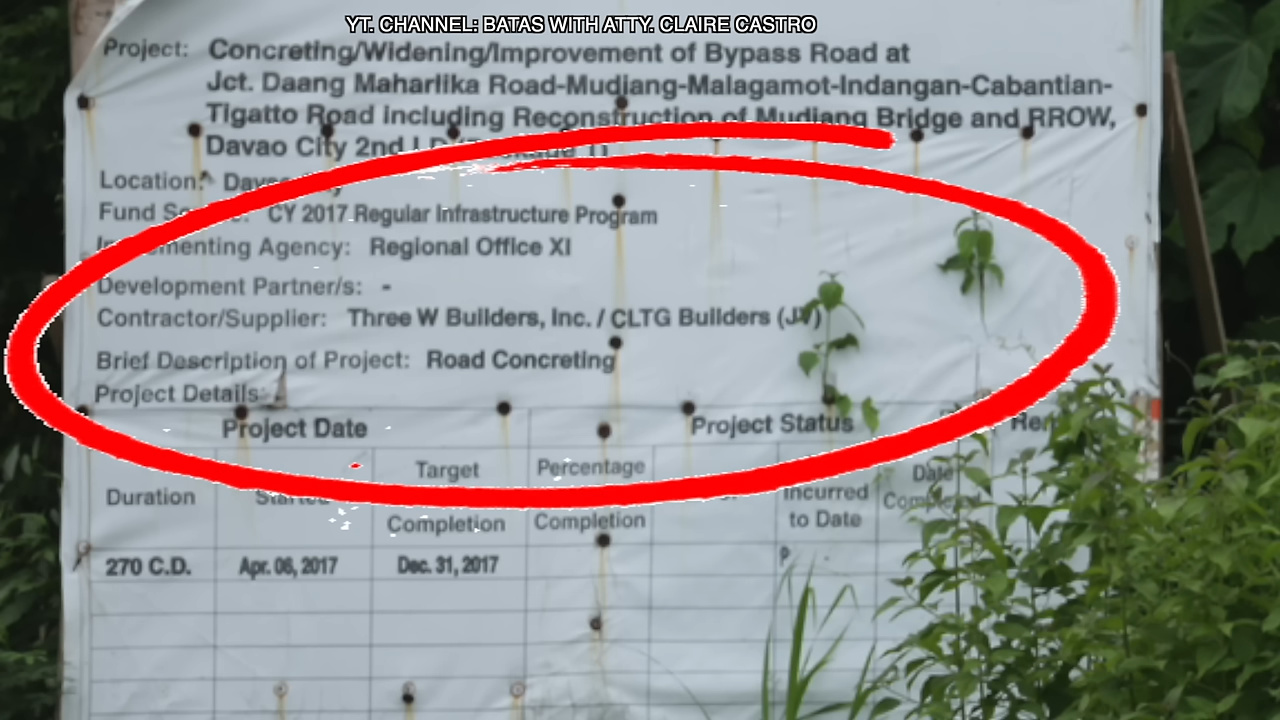 YT. CHANNEL: BATAS WITH ATTY. CLAIRE CASTRO
Project: Concreting/Widening/Improvement of Bypass Road at
Jct. Daang Maharlika Road-Mudiang-Malagamot-Indangan-Cabantian-
Tigatto Road including Reconstruction of Mudiang Bridge and RROW,
Davao City 2nd
Location:
Fund CY 2017 Regular Infrastructure Program
Implementing Agency: Regional Office XI
Development Partner/s: -
Contractor/Supplier: Three W Builders, Inc. / CLTG Builders (JV)
Brief Description of Project: Road Concreting
Project Details:
Project Date Project Status
Duration Started Target Completion Percentage Completion Incurred to Date Date Completed
270 C.D. Apr. 06, 2017 Dec. 31, 2017 P